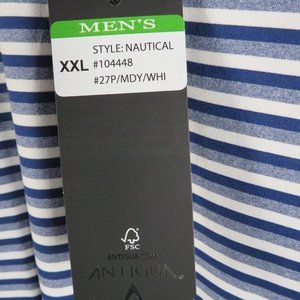 MEN'S
STYLE: NAUTICAL
XXL #104448
#27P/MDY/WHI
FSC
ANTIGUA.COM
ANTIGUA